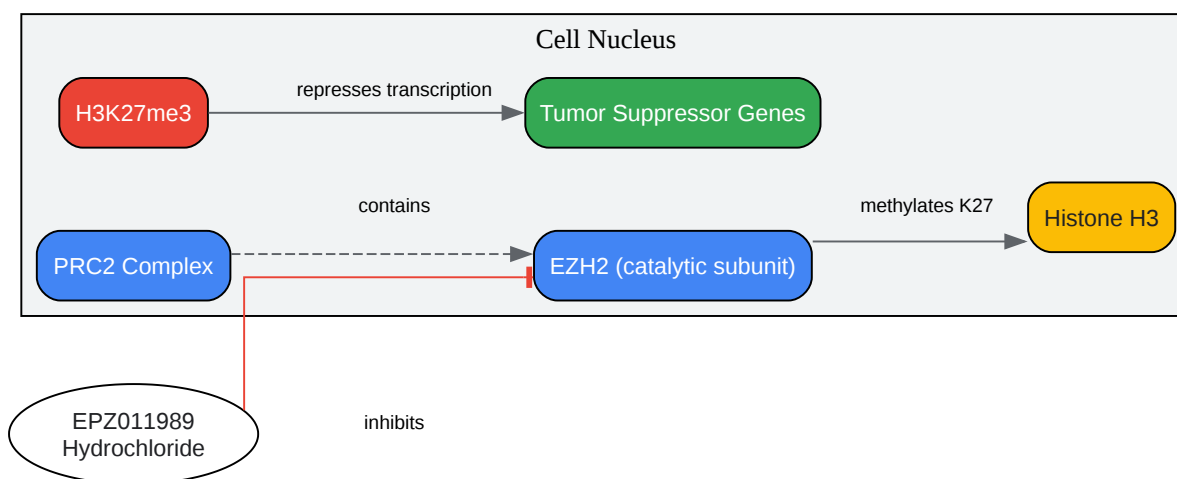 Cell Nucleus
H3K27me3
represses transcription
Tumor Suppressor Genes
contains
methylates K27
Histone H3
PRC2 Complex
EZH2 (catalytic subunit)
EPZ011989
Hydrochloride
inhibits